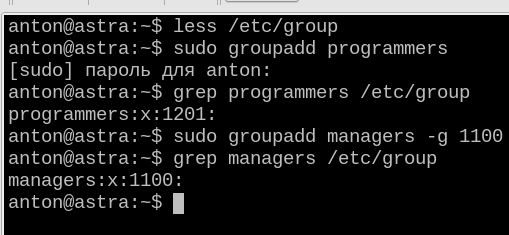 anton@astra:~$ less /etc/group
anton@astra:~$ sudo groupadd programmers
[sudo] пароль для anton:
anton@astra:~$ grep programmers /etc/group
programmers:x:1201:
anton@astra:~$ sudo groupadd managers -g 1100
anton@astra:~$ grep managers /etc/group
managers:x:1100:
anton@astra:~$